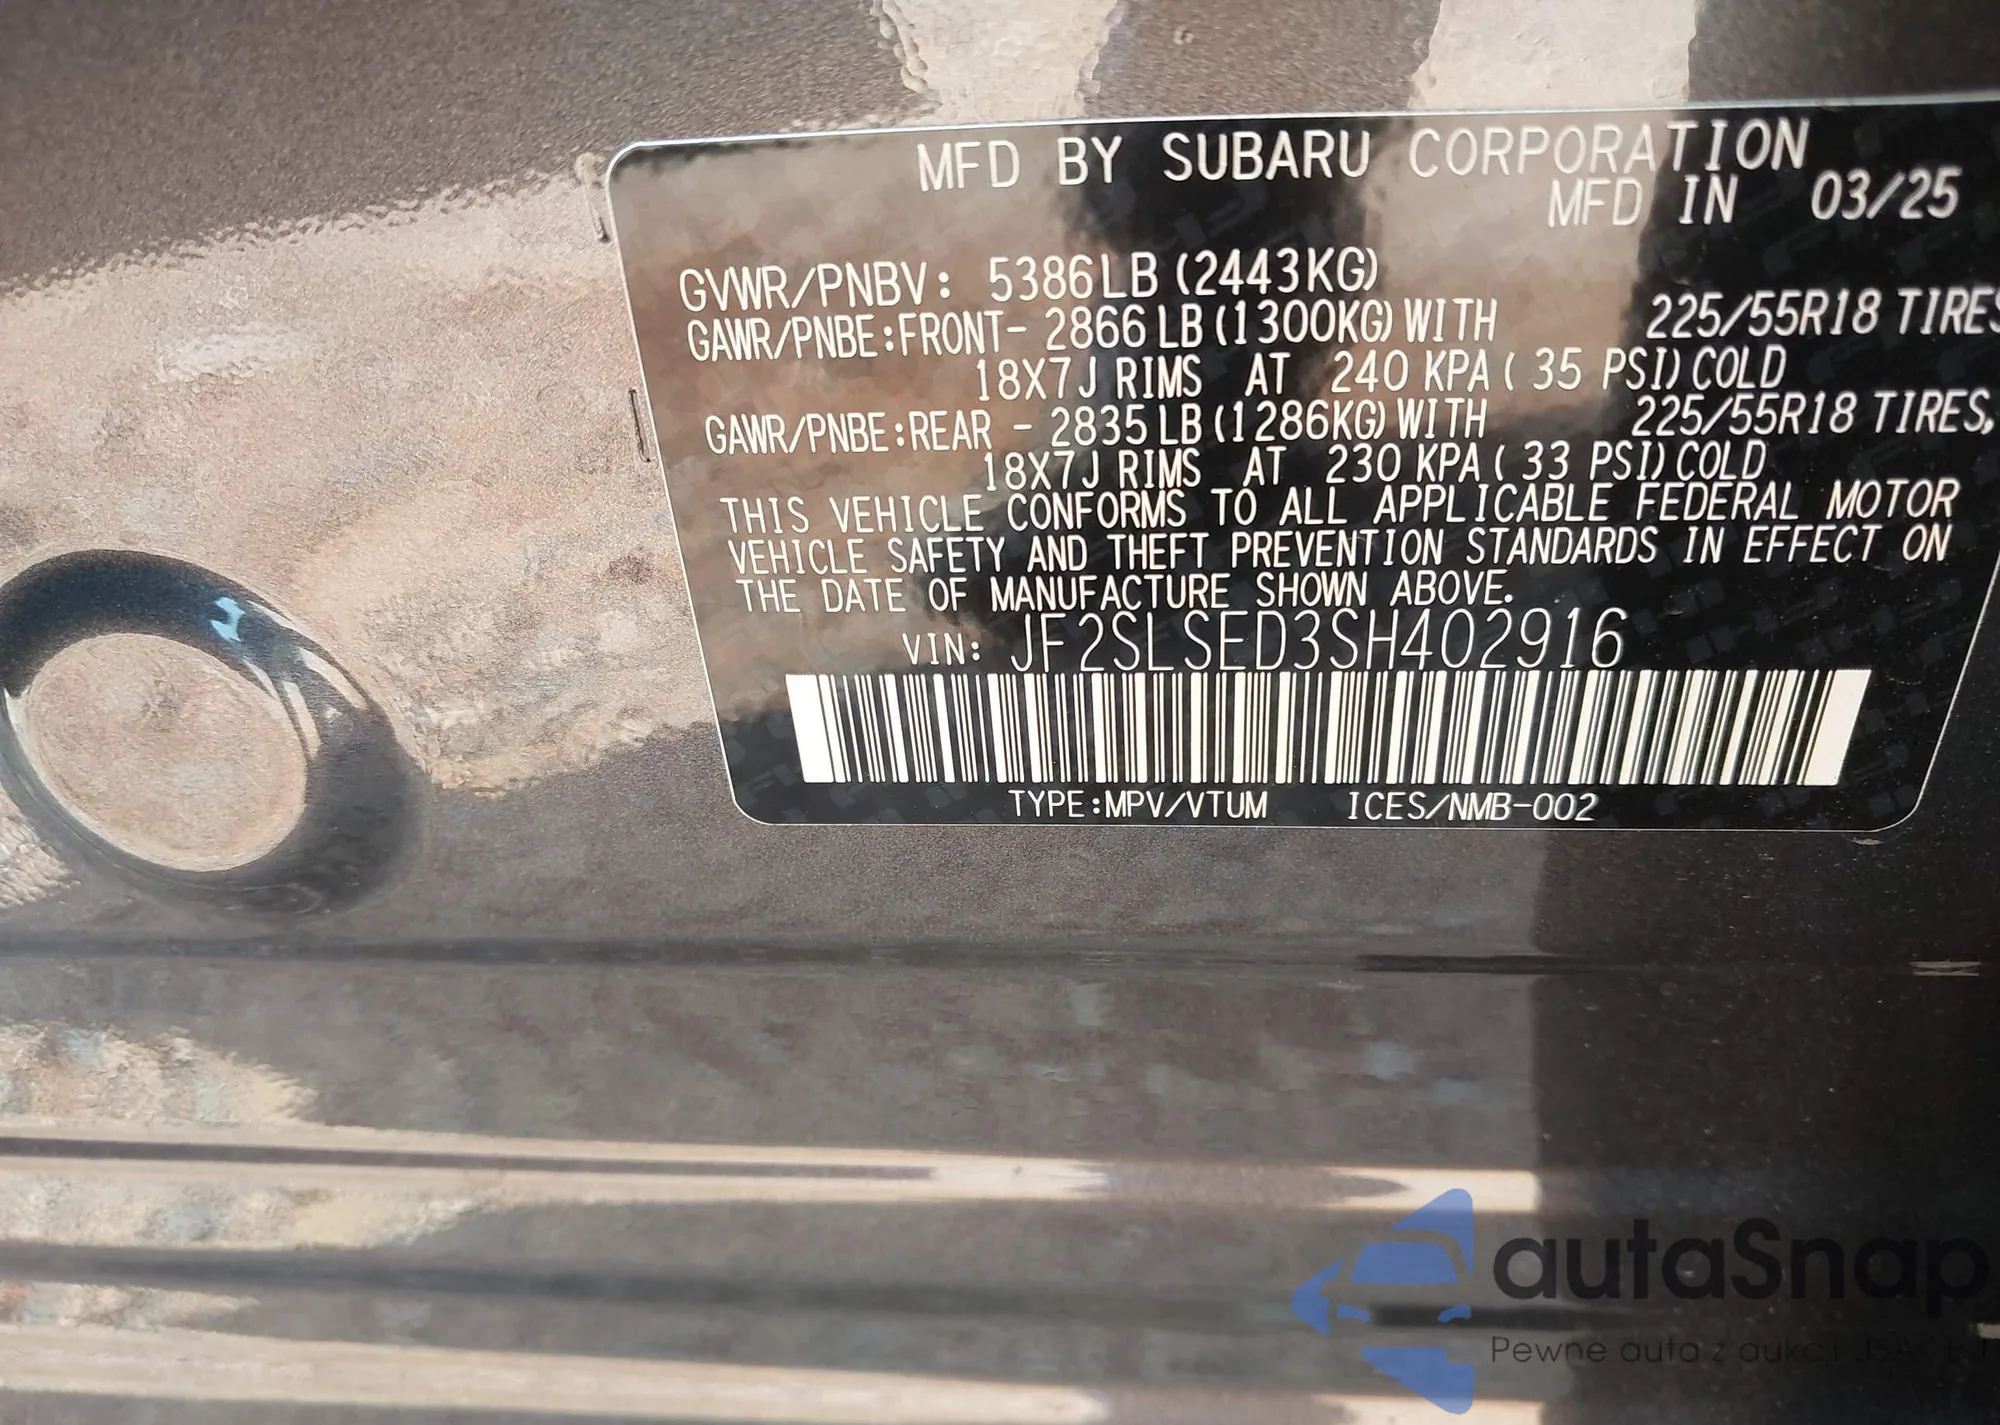 MFD BY SUBARU CORPORATION
MFD IN 03/25
GVWR/PNBV: 5386LB (2443KG)
GAWR/PNBE:FRONT- 2866 LB (1300KG) WITH 225/55R18 TIRES
18X7J RIMS AT 240 KPA ( 35 PSI) COLD
GAWR/PNBE:REAR - 2835 LB (1286KG) WITH 225/55R18 TIRES,
18X7J RIMS AT 230 KPA ( 33 PSI) COLD
THIS VEHICLE CONFORMS TO ALL APPLICABLE FEDERAL MOTOR
VEHICLE SAFETY AND THEFT PREVENTION STANDARDS IN EFFECT ON
THE DATE OF MANUFACTURE SHOWN ABOVE.
VIN: JF2SLSED3SH402916
TYPE:MPV/VTUM ICES/NMB-002
autaSnap
Pewne auta z aukcji USA